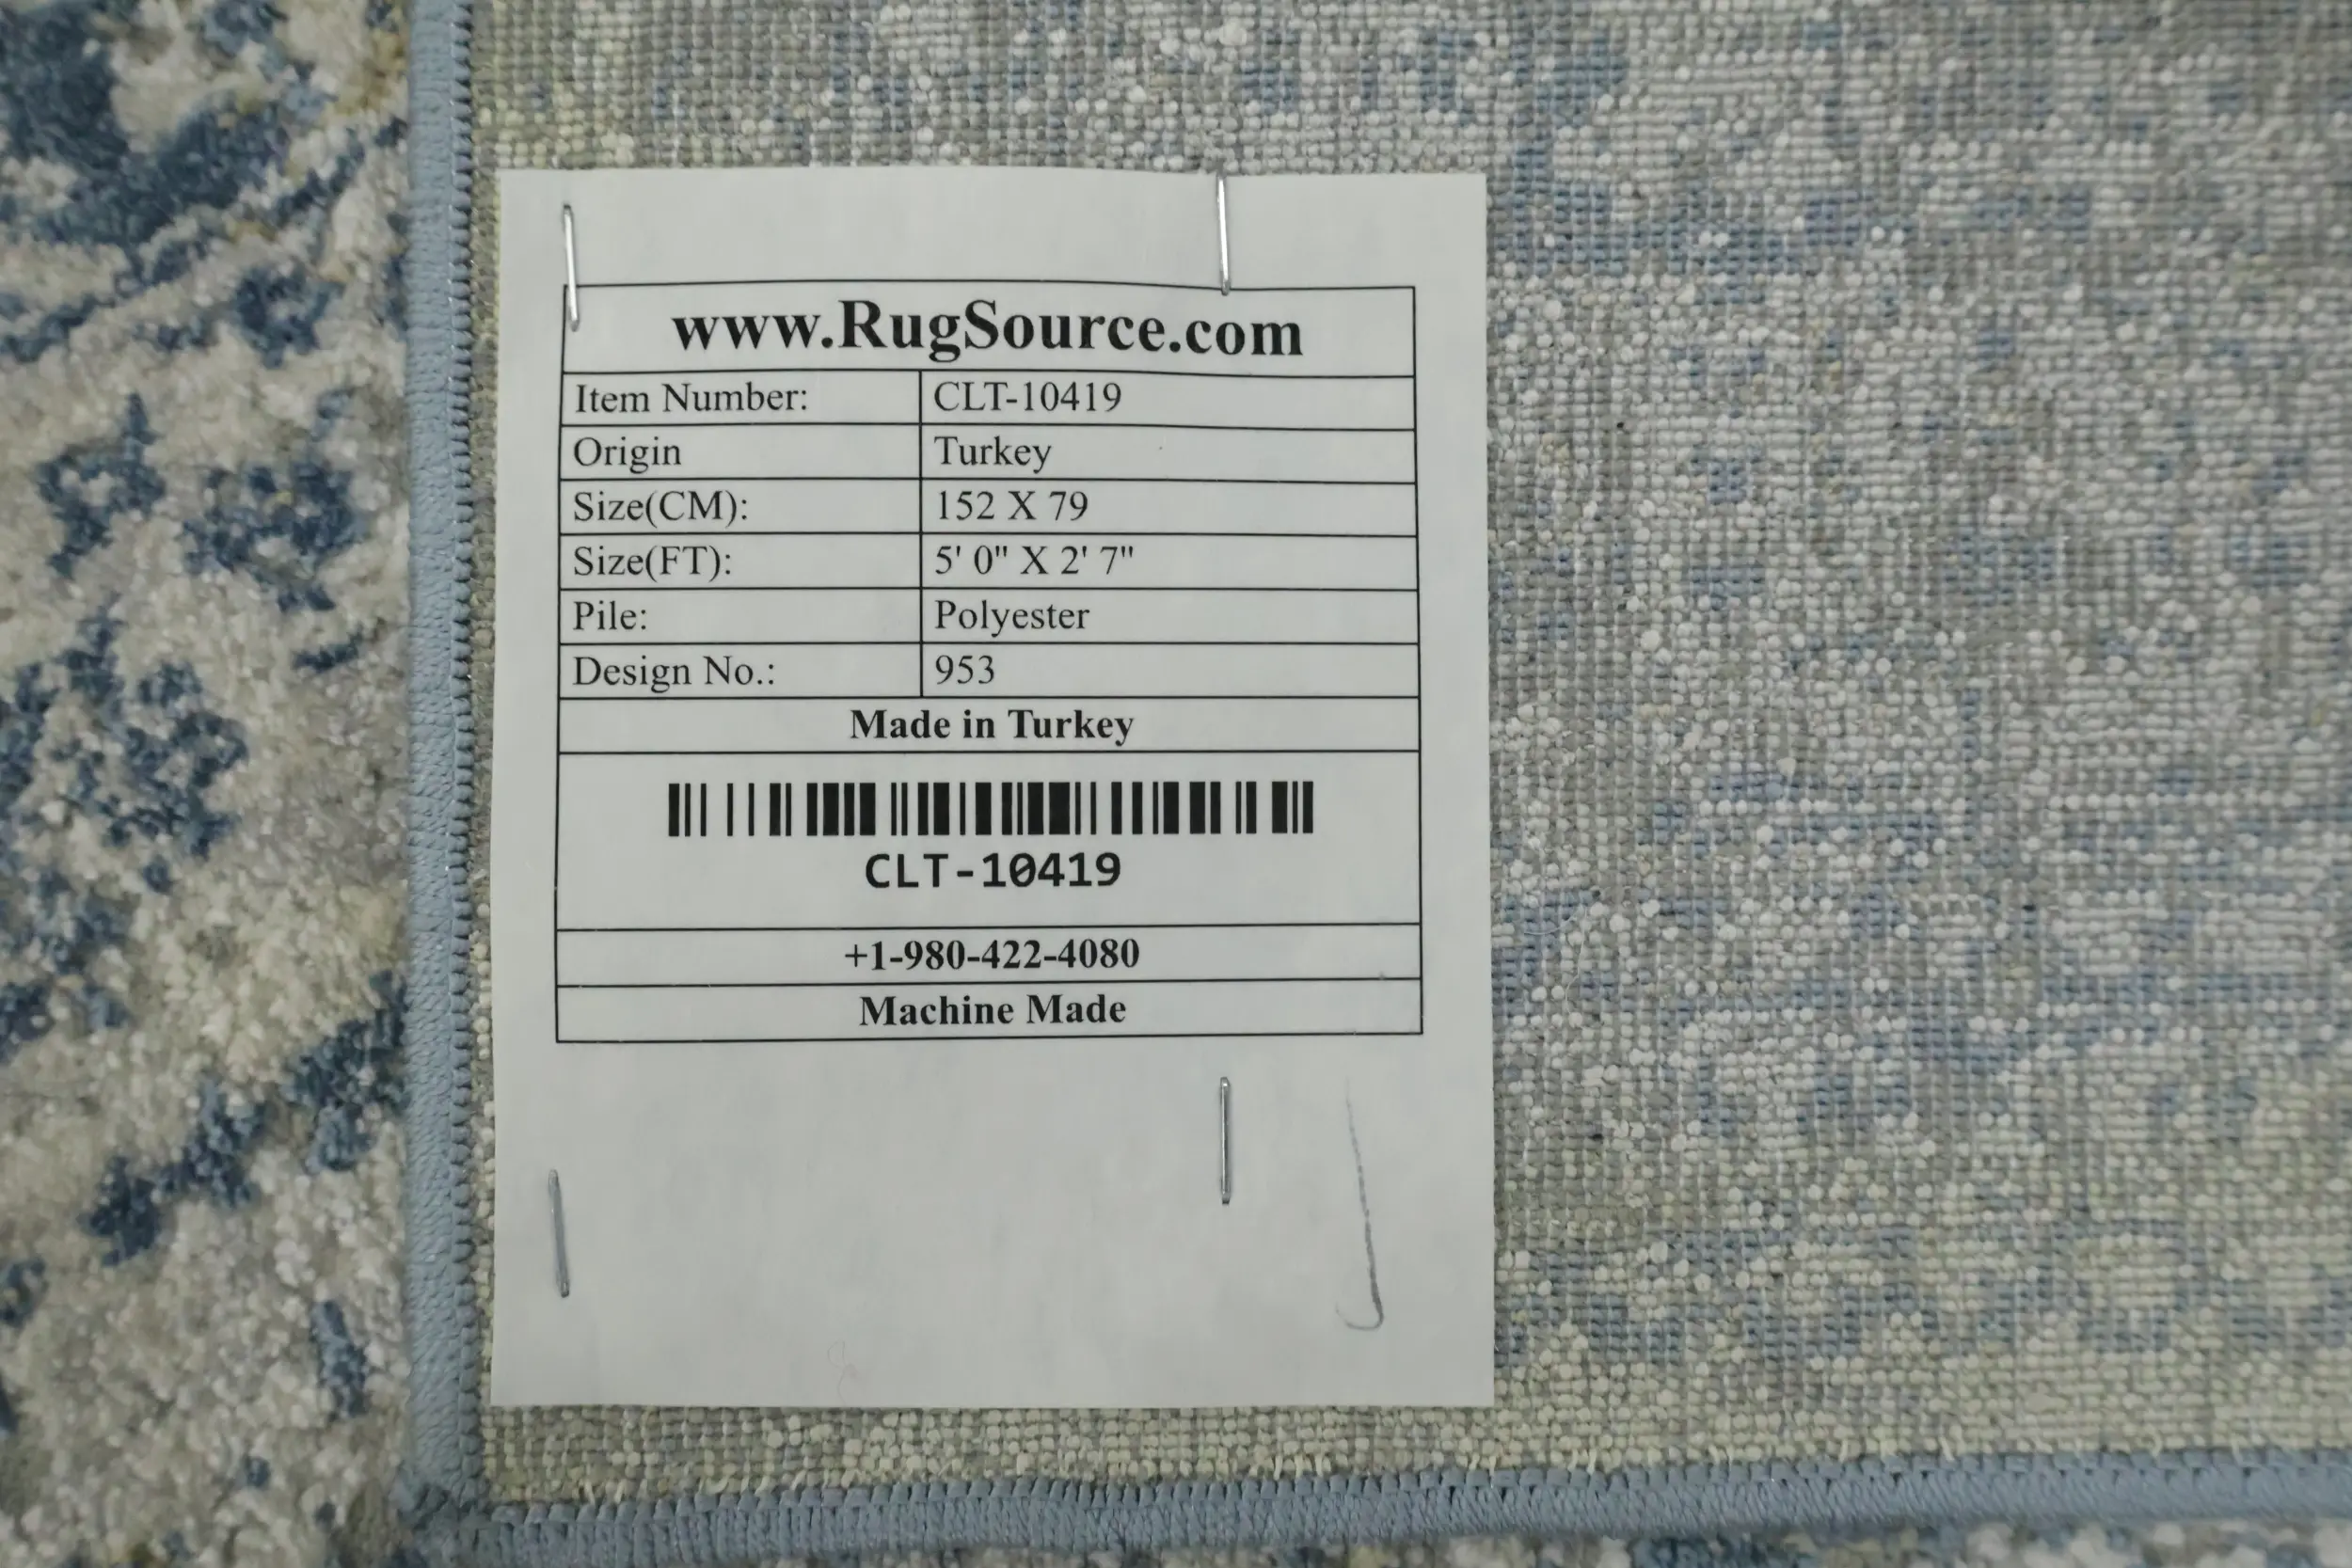 www.RugSource.com
Item Number: CLT-10419
Origin Turkey
Size(CM): 152 X 79
Size(FT): 5' 0" X 2' 7"
Pile: Polyester
Design No.: 953
Made in Turkey
CLT-10419
+1-980-422-4080
Machine Made